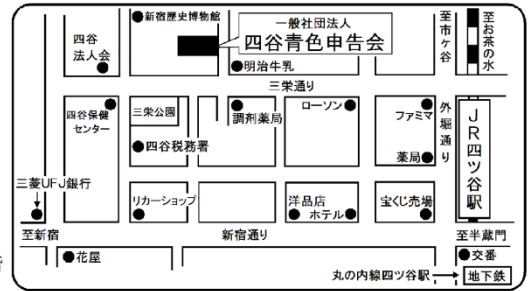 新宿歴史博物館
一般社団法人
四谷青色申告会
至市ケ谷
至お茶の水
四谷
法人会
明治牛乳
三栄通り
四谷保健
センター
三栄公園
調剤薬局
ローソン
ファミマ
外堀通り
JR四ツ谷駅
四谷税務署
薬局
三菱UFJ銀行
リカーショップ
洋品店
ホテル
宝くじ売場
至新宿
新宿通り
至半蔵門
花屋
交番
丸の内線四ツ谷駅
地下鉄